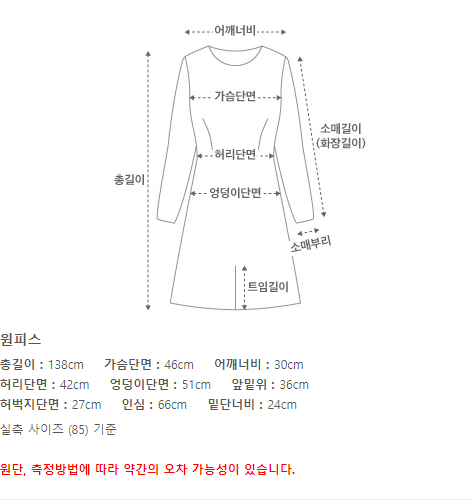 어깨너비
가슴단면
소매길이
(화장길이)
허리단면
총길이
엉덩이단면
소매부리
트임길이
원피스
총길이 : 138cm 가슴단면 : 46cm 어깨너비 : 30cm
허리단면 : 42cm 엉덩이단면 : 51cm 앞밑위 : 36cm
허벅지단면 : 27cm 인심 : 66cm 밑단너비 : 24cm
실측 사이즈 (85) 기준
원단, 측정방법에 따라 약간의 오차 가능성이 있습니다.